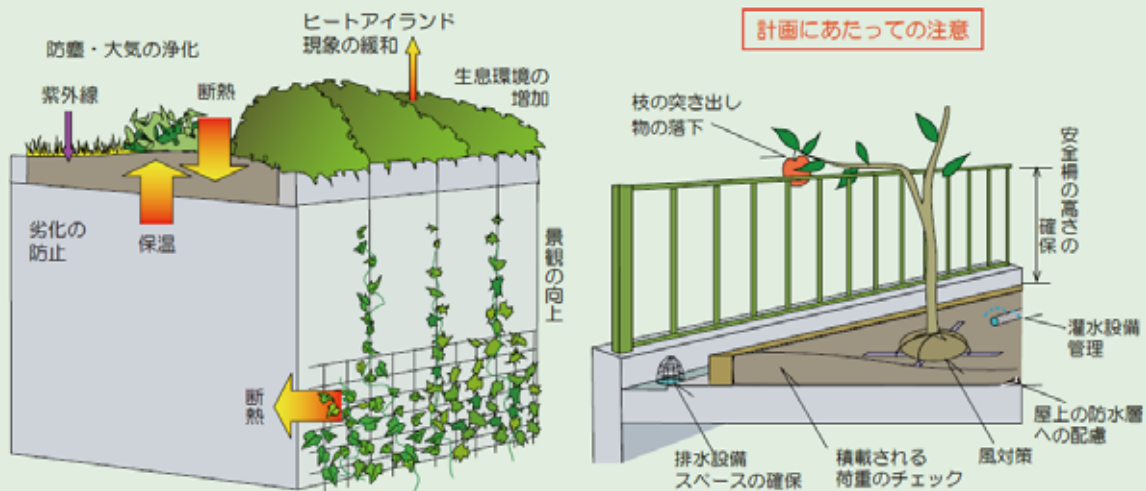 防塵・大気の浄化
ヒートアイランド
現象の緩和
生息環境の
増加
紫外線
断熱
劣化の
防止
保温
景観の向上
断熱
計画にあたっての注意
枝の突き出し
物の落下
安全柵の高さの
確保
灌水設備
管理
屋上の防水層
への配慮
風対策
積載される
荷重のチェック
排水設備
スペースの確保